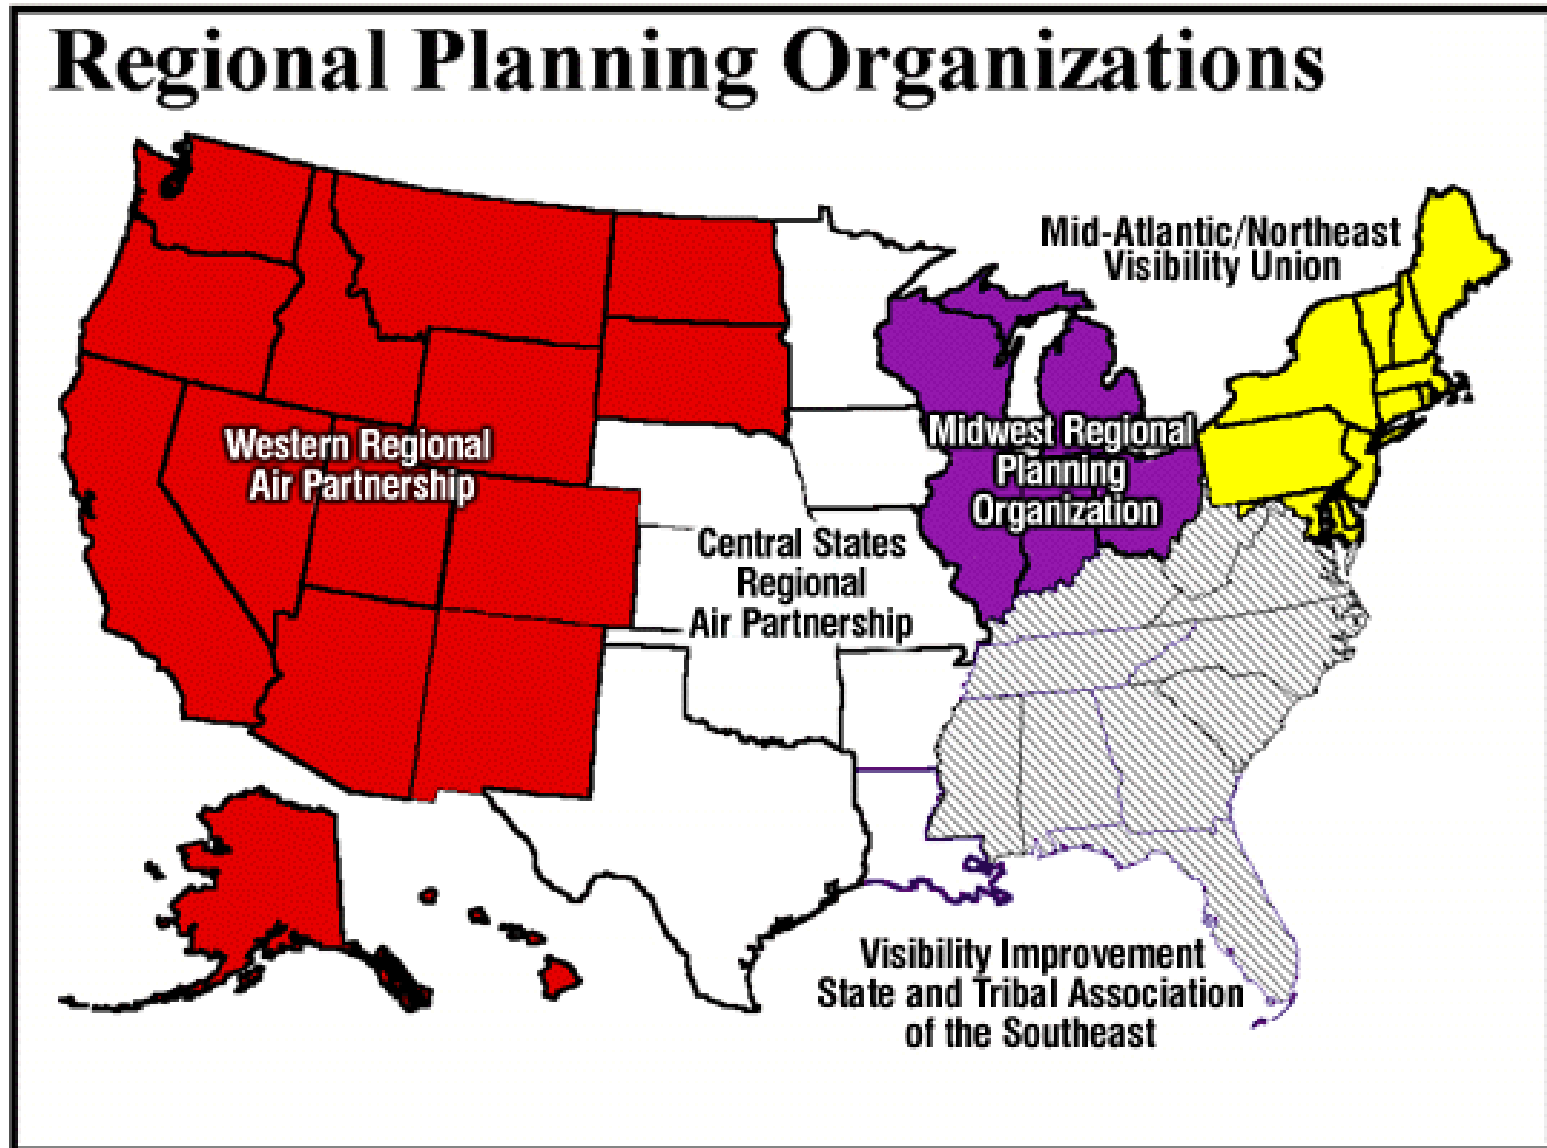 Regional Planning Organizations
Mid-Atlantic/Northeast
Visibility Union
Western Regional
Air Partnership
Midwest Regional
Planning
Organization
Central States
Regional
Air Partnership
Visibility Improvement
State and Tribal Association
of the Southeast